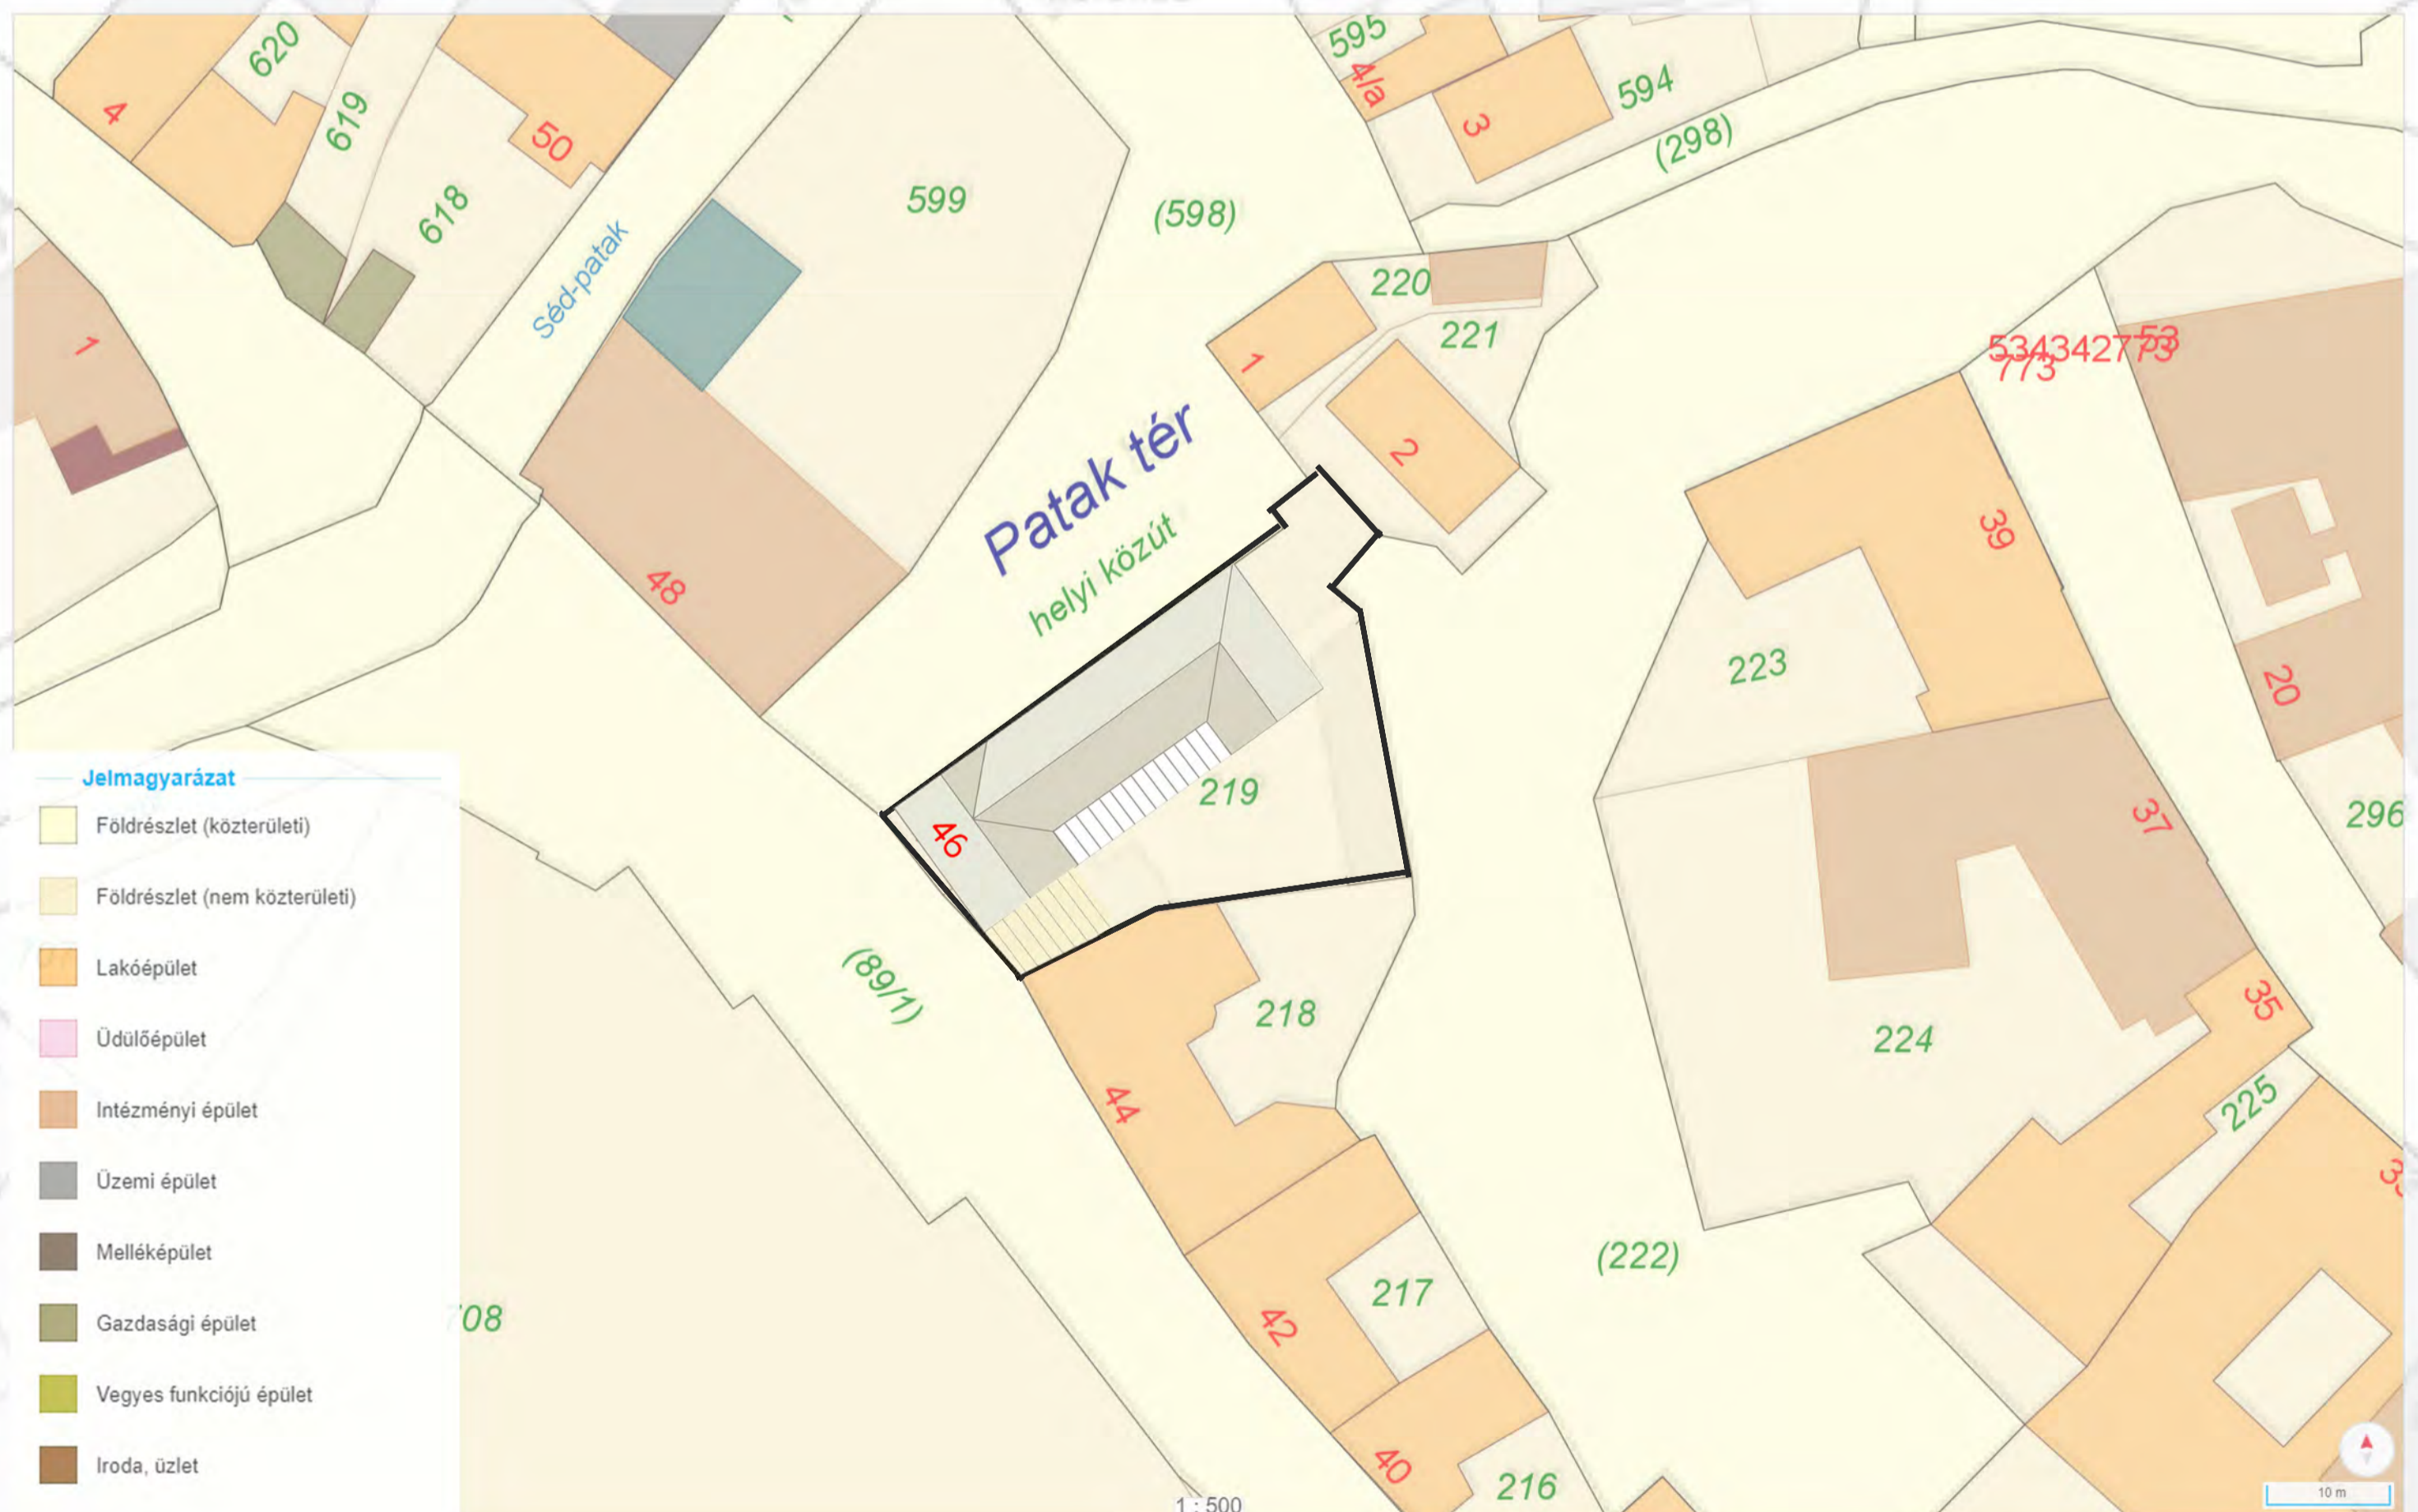 620
619
4
50
618
599
(598)
595
4/a
3
594
(298)
Séd-patak
220
221
1
2
1
Patak tér
helyi közút
48
534342773
53
773
39
223
20
219
46
37
296
(89/1)
218
44
224
35
225
(222)
217
42
40
216
08
Jelmagyarázat
Földrészlet (közterületi)
Földrészlet (nem közterületi)
Lakóépület
Üdülőépület
Intézményi épület
Üzemi épület
Melléképület
Gazdasági épület
Vegyes funkciójú épület
Iroda, üzlet
10 m
1 : 500